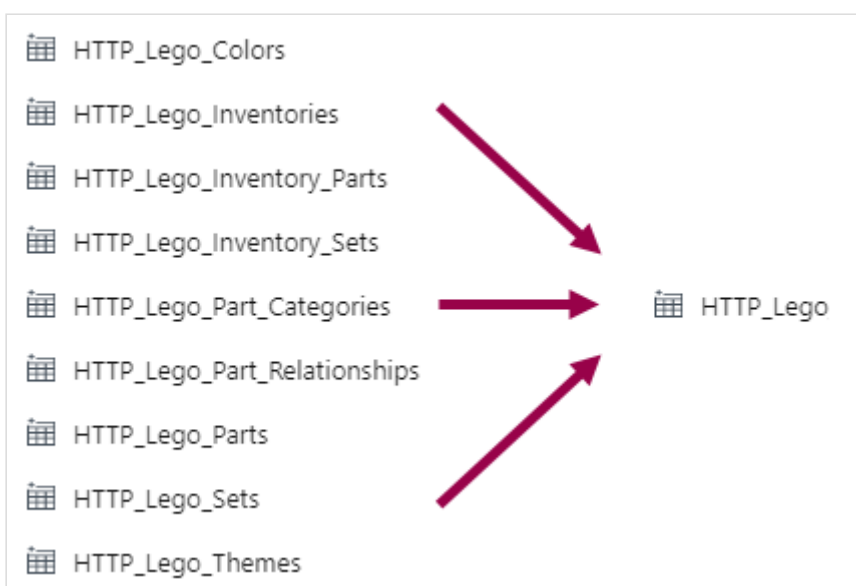 HTTP_Lego_Colors
HTTP_Lego_Inventories
HTTP_Lego_Inventory_Parts
HTTP_Lego_Inventory_Sets
HTTP_Lego_Part_Categories
HTTP_Lego
HTTP_Lego_Part_Relationships
HTTP_Lego_Parts
HTTP_Lego_Sets
HTTP_Lego_Themes